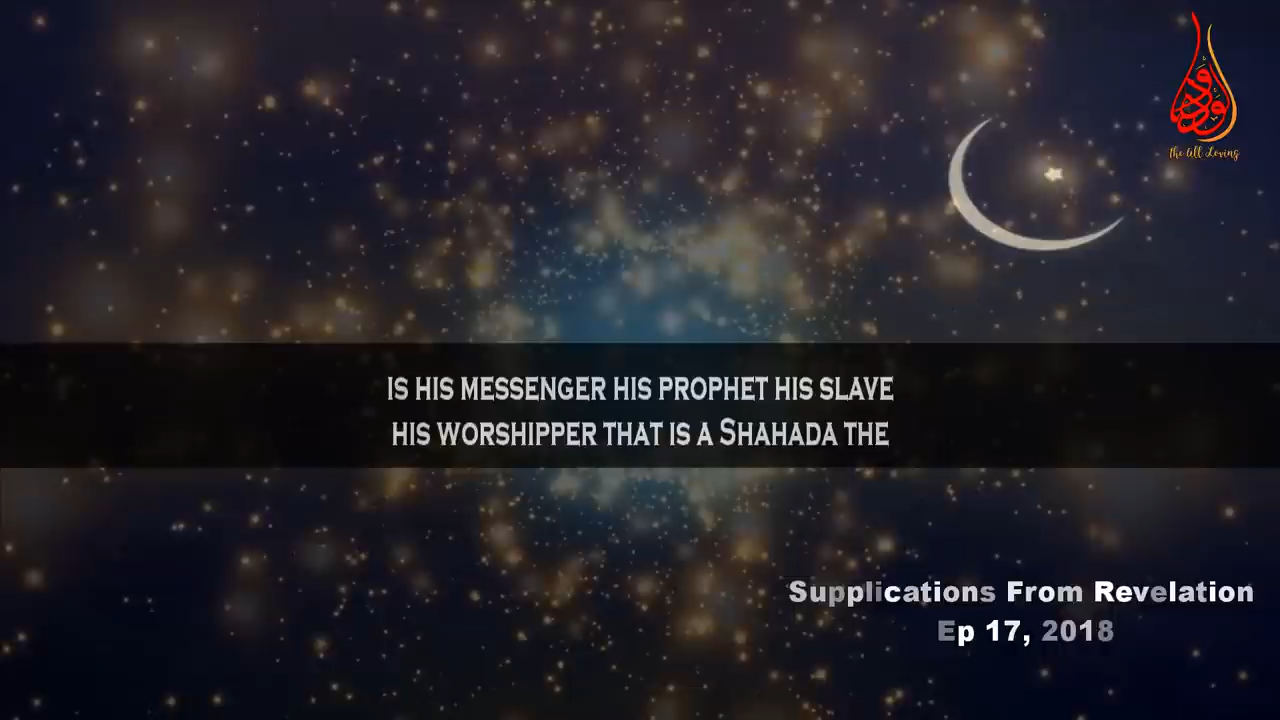 الودود
the All Loving
IS HIS MESSENGER HIS PROPHET HIS SLAVE
HIS WORSHIPPER THAT IS A SHAHADA THE
Supplications From Revelation
Ep 17, 2018